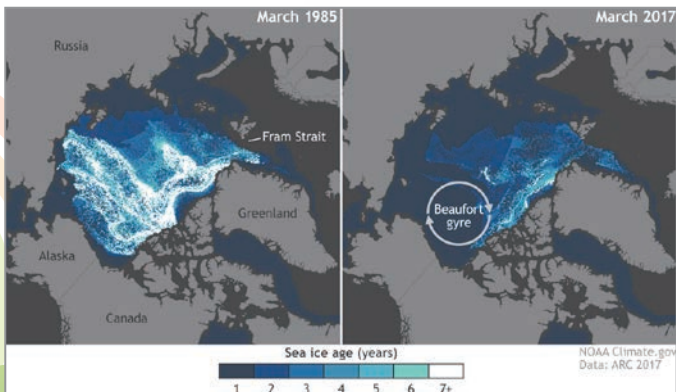 March 1985
Russia
Fram Strait
Greenland
Alaska
Canada
March 2017
Beaufort
gyre
Sea ice age (years)
1 2 3 4 5 6 7+
NOAA Climate.gov
Data: ARC 2017